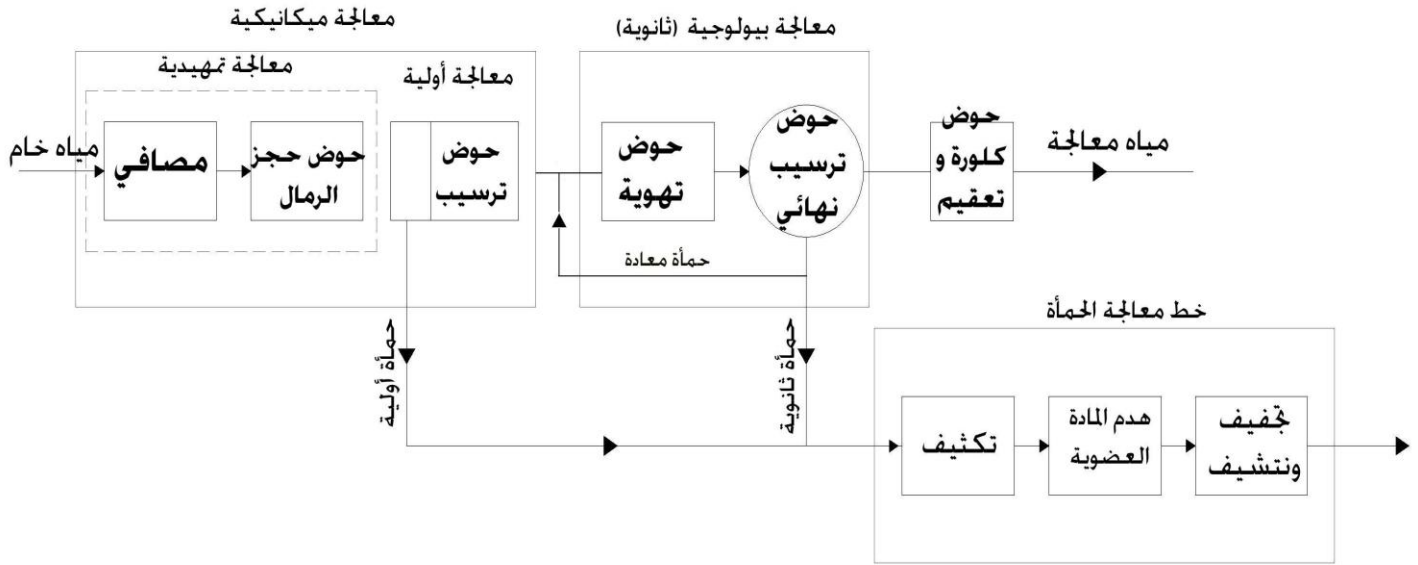 معالجة ميكانيكية
معالجة بيولوجية (ثانوية)
معالجة تمهيدية
معالجة أولية
مياه خام
مصافي
حوض حجز
الرمال
حوض
ترسيب
حوض
تهوية
حوض
ترسيب
نهائي
حوض
كلورة و
تعقيم
مياه معالجة
حمأة معادة
حمأة أولية
حمأة ثانوية
خط معالجة الحمأة
تكثيف
هدم المادة
العضوية
تجفيف
ونتشيف